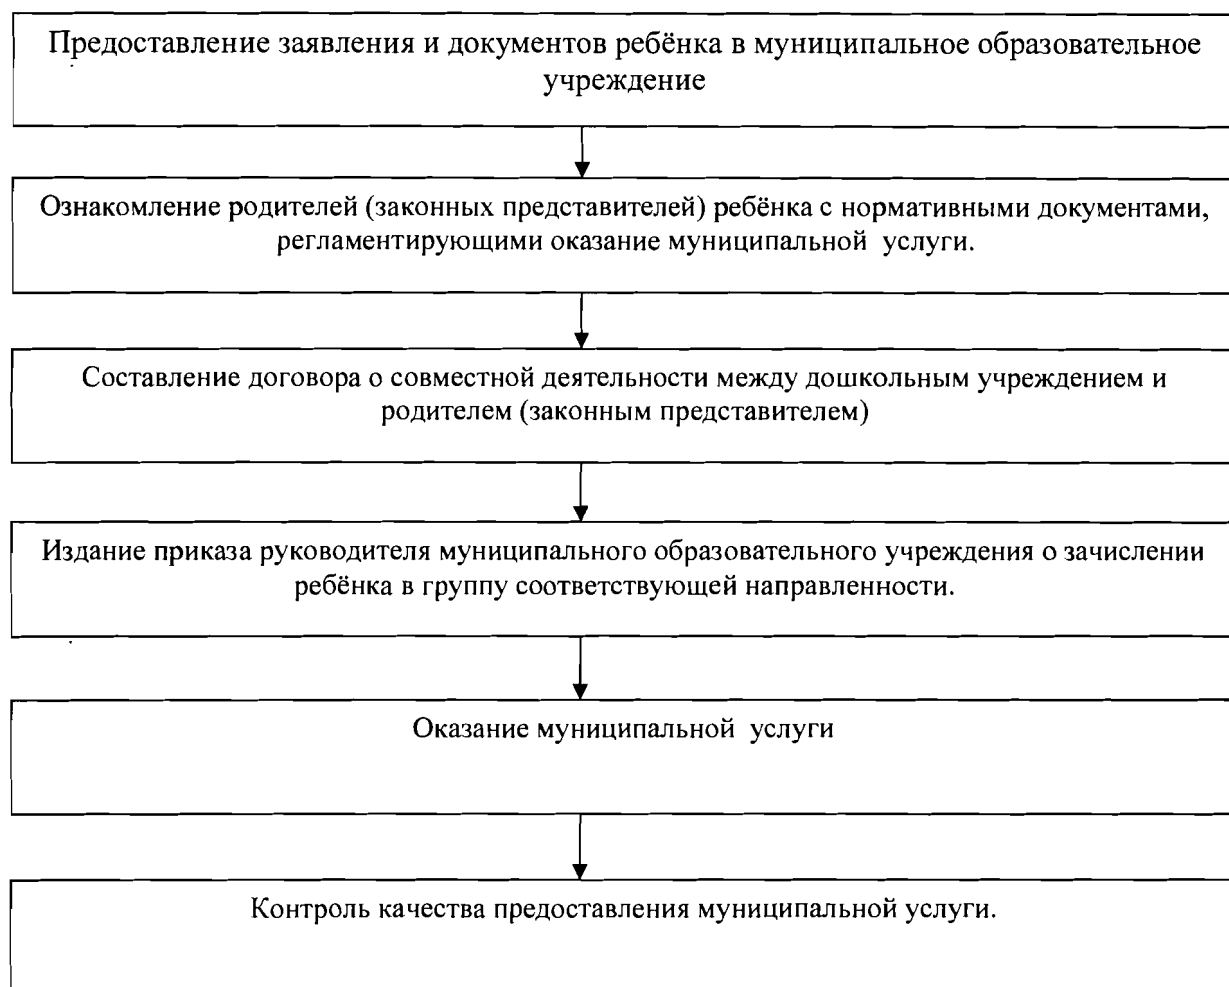 Предоставление заявления и документов ребёнка в муниципальное образовательное
учреждение
Ознакомление родителей (законных представителей) ребёнка с нормативными документами,
регламентирующими оказание муниципальной услуги.
Составление договора о совместной деятельности между дошкольным учреждением и
родителем (законным представителем)
Издание приказа руководителя муниципального образовательного учреждения о зачислении
ребёнка в группу соответствующей направленности.
Оказание муниципальной услуги
Контроль качества предоставления муниципальной услуги.